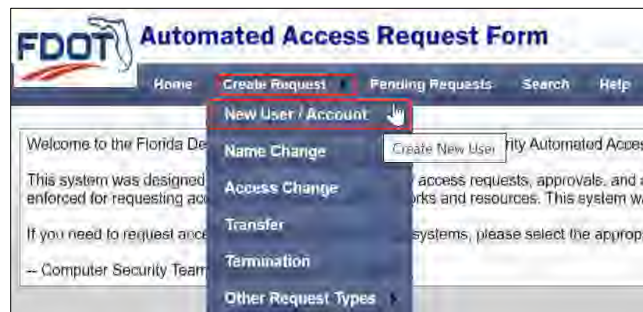 FDOT Automated Access Request Form
Home Create Request Pending Requests Search Help
New User / Account
Name Change
Access Change
Transfer
Termination
Other Request Types
Create New User
Welcome to the Florida De rity Automated Acces
This system was designed access requests, approvals, and
enforced for requesting acc rks and resources. This system w
If you need to request acce systems, please select the approp
-- Computer Security Team